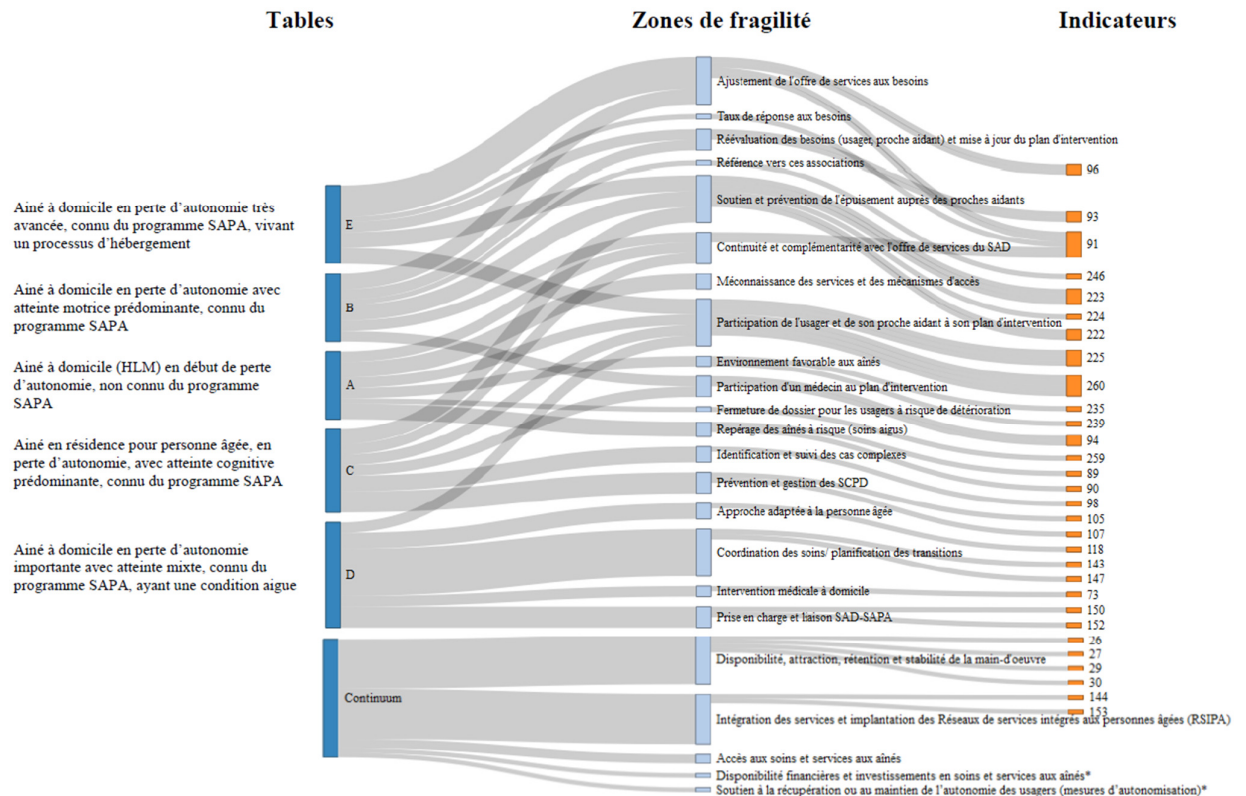 Tables
Zones de fragilité
Indicateurs
Ainé à domicile en perte d'autonomie très
avancée, connu du programme SAPA, vivant
un processus d'hébergement
Ainé à domicile en perte d'autonomie avec
atteinte motrice prédominante, connu du
programme SAPA
Ainé à domicile (HLM) en début de perte
d'autonomie, non connu du programme
SAPA
Ainé en résidence pour personne âgée, en
perte d'autonomie, avec atteinte cognitive
prédominante, connu du programme SAPA
Ainé à domicile en perte d'autonomie
importante avec atteinte mixte, connu du
programme SAPA, ayant une condition aigue
E
B
A
C
D
Continuum
Ajustement de l'offre de services aux besoins
Taux de réponse aux besoins
Réévaluation des besoins (usager, proche aidant) et mise à jour du plan d'intervention
Référence vers ces associations
Soutien et prévention de l'épuisement auprès des proches aidants
Continuité et complémentarité avec l'offre de services du SAD
Méconnaissance des services et des mécanismes d'accès
Participation de l'usager et de son proche aidant à son plan d'intervention
Environnement favorable aux aînés
Participation d'un médecin au plan d'intervention
Fermeture de dossier pour les usagers à risque de détérioration
Repérage des aînés à risque (soins aigus)
Identification et suivi des cas complexes
Prévention et gestion des SCPD
Approche adaptée à la personne âgée
Coordination des soins/ planification des transitions
Intervention médicale à domicile
Prise en charge et liaison SAD-SAPA
Disponibilité, attraction, rétention et stabilité de la main-d'oeuvre
Intégration des services et implantation des Réseaux de services intégrés aux personnes âgées (RSIPA)
Accès aux soins et services aux aînés
Disponibilité financières et investissements en soins et services aux aînés*
Soutien à la récupération ou au maintien de l'autonomie des usagers (mesures d'autonomisation)*
96
93
91
246
223
224
222
225
260
235
239
94
259
89
90
98
105
107
118
143
147
73
150
152
26
27
29
30
144
153